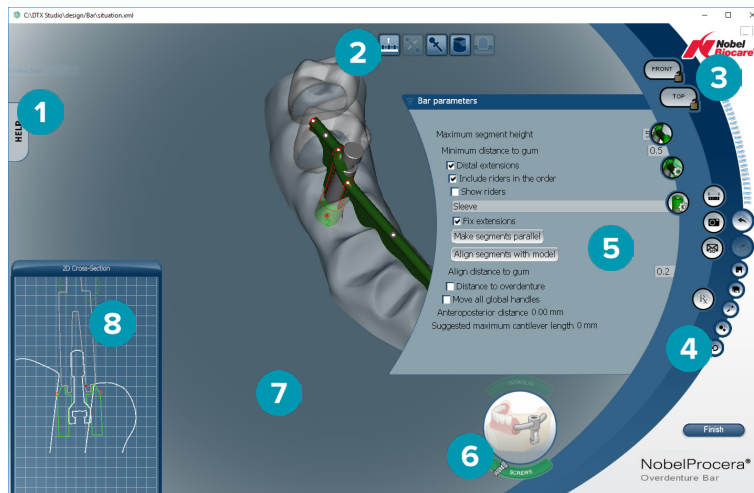 C:\DTX Studio\design/Bar\situation.xml
Nobel
Biocare
1
2
3
FRONT
TOP
HELP
Bar parameters
Maximum segment height
5
Minimum distance to gum
0.5
Distal extensions
Include riders in the order
Show riders
Sleeve
Fix extensions
Make segments parallel
5
Align segments with model
Align distance to gum
0.2
Distance to overdenture
Move all global handles
Anteroposterior distance 0.00 mm
Suggested maximum cantilever length 0 mm
2D Cross-Section
8
Rx
4
7
6
SCREWS
Finish
NobelProcera®
Overdenture Bar